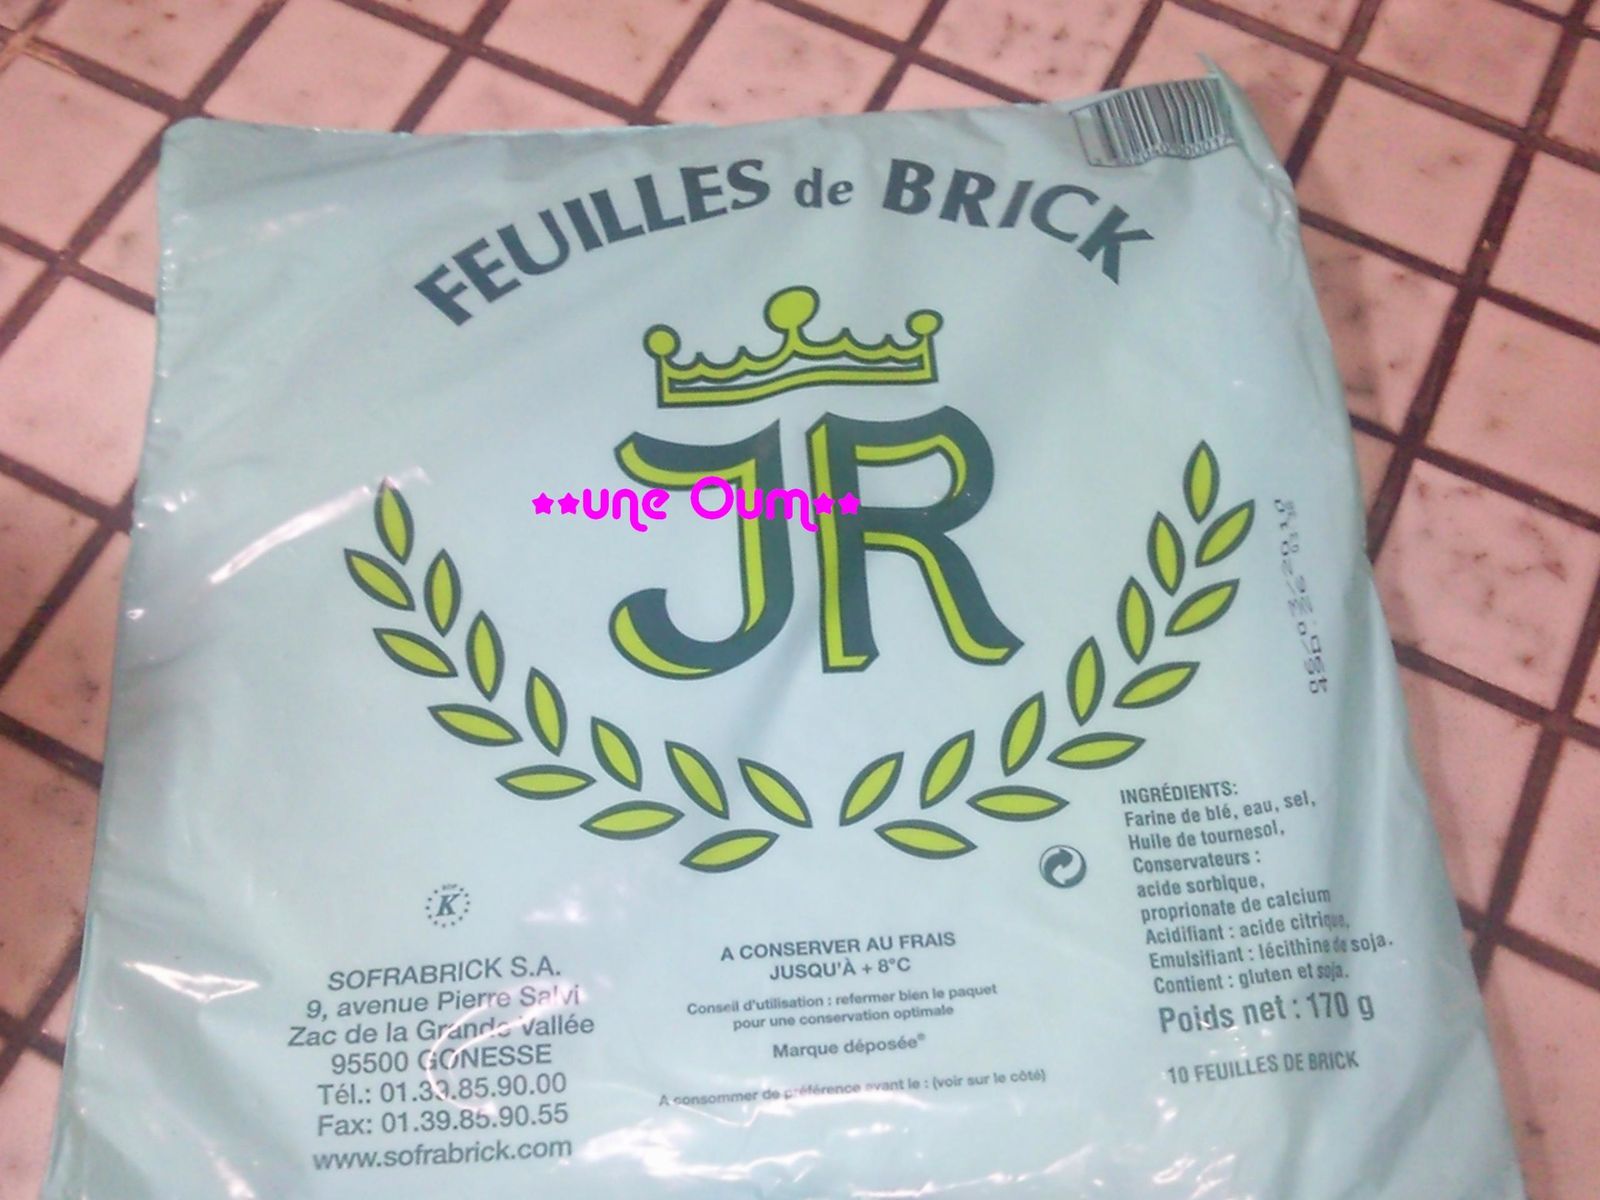 FEUILLES de BRICK
JR
**une Oum**
INGRÉDIENTS:
Farine de blé, eau, sel,
Huile de tournesol,
Conservateurs :
acide sorbique,
proprionate de calcium
Acidifiant : acide citrique,
Emulsifiant : lécithine de soja.
Contient : gluten et soja.
Poids net : 170 g
10 FEUILLES DE BRICK
K
SOFRABRICK S.A.
9, avenue Pierre Salvi
Zac de la Grande Vallée
95500 GONESSE
Tél.: 01.39.85.90.00
Fax: 01.39.85.90.55
www.sofrabrick.com
A CONSERVER AU FRAIS
JUSQU'À + 8°C
Conseil d'utilisation : refermer bien le paquet
pour une conservation optimale
Marque déposée®
A consommer de préférence avant le : (voir sur le côté)